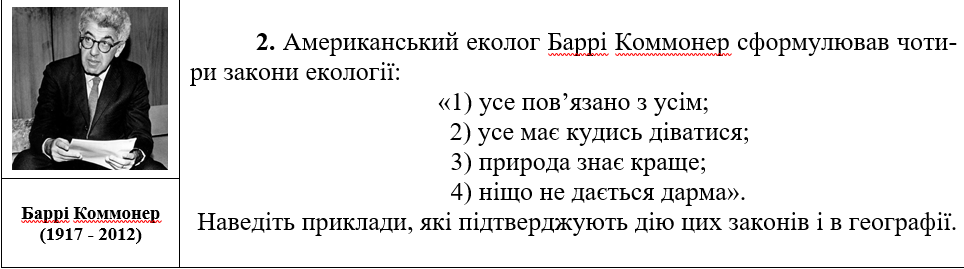 2. Американський еколог Баррі Коммонер сформулював чоти-
ри закони екології:
«1) усе пов’язано з усім;
2) усе має кудись діватися;
3) природа знає краще;
4) ніщо не дається дарма».
Наведіть приклади, які підтверджують дію цих законів і в географії.
Баррі Коммонер
(1917 - 2012)